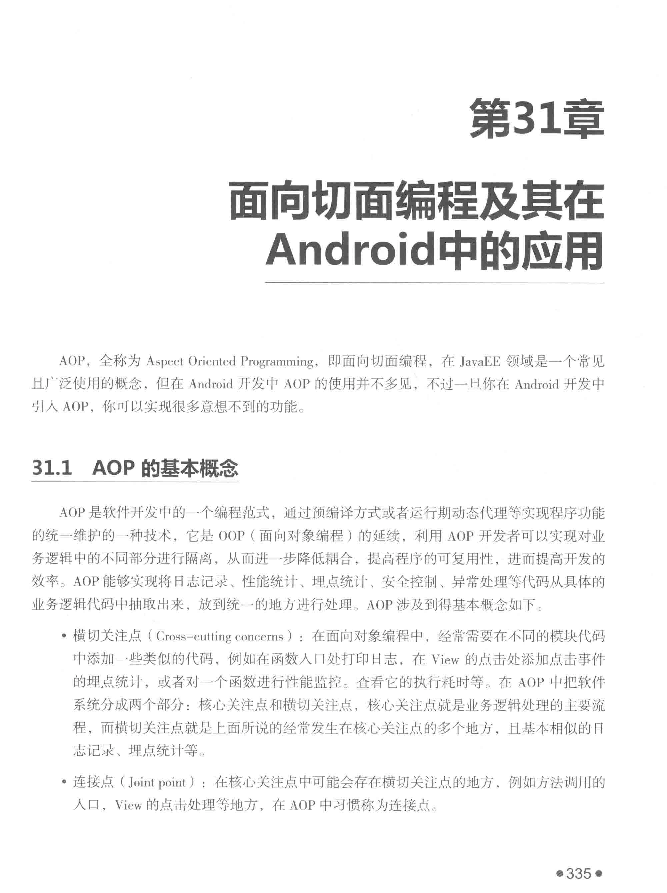 第31章
面向切面编程及其在
Android中的应用
AOP，全称为 Aspect Oriented Programming，即面向切面编程，在 JavaEE 领域是一个常见
且广泛使用的概念，但在 Android 开发中 AOP 的使用并不多见，不过一旦你在 Android 开发中
引入 AOP，你可以实现很多意想不到的功能。
31.1 AOP 的基本概念
AOP 是软件开发中的一个编程范式，通过预编译方式或者运行期动态代理等实现程序功能
的统一维护的一种技术，它是 OOP（面向对象编程）的延续，利用 AOP 开发者可以实现对业
务逻辑中的不同部分进行隔离，从而进一步降低耦合，提高程序的可复用性，进而提高开发的
效率。AOP 能够实现将日志记录、性能统计、埋点统计、安全控制、异常处理等代码从具体的
业务逻辑代码中抽取出来，放到统一的地方进行处理。AOP 涉及到得基本概念如下。
• 横切关注点（Cross-cutting concerns）：在面向对象编程中，经常需要在不同的模块代码
中添加一些类似的代码，例如在函数入口处打印日志，在 View 的点击处添加点击事件
的埋点统计，或者对一个函数进行性能监控。查看它的执行耗时等。在 AOP 中把软件
系统分成两个部分：核心关注点和横切关注点，核心关注点就是业务逻辑处理的主要流
程，而横切关注点就是上面所说的经常发生在核心关注点的多个地方，且基本相似的日
志记录、埋点统计等。
• 连接点（Joint point）：在核心关注点中可能会存在横切关注点的地方，例如方法调用的
入口，View 的点击处理等地方，在 AOP 中习惯称为连接点。
●335●